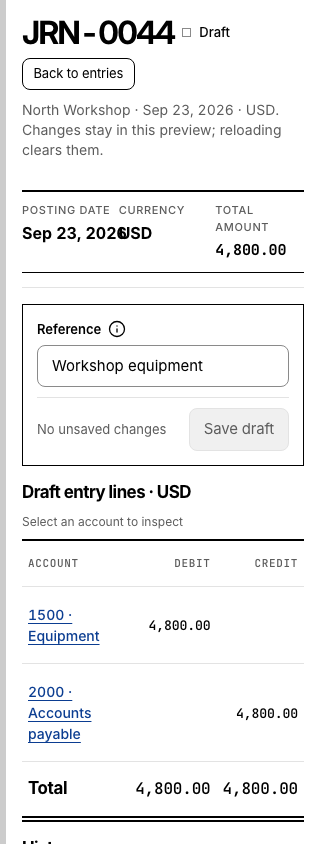 JRN-0044 Draft
Back to entries
North Workshop · Sep 23, 2026 · USD.
Changes stay in this preview; reloading
clears them.
POSTING DATE CURRENCY TOTAL
AMOUNT
Sep 23, 2026 USD
4,800.00
Reference
Workshop equipment
No unsaved changes Save draft
Draft entry lines · USD
Select an account to inspect
ACCOUNT DEBIT CREDIT
1500 ·
Equipment
4,800.00
2000 ·
Accounts
payable
4,800.00
Total 4,800.00 4,800.00